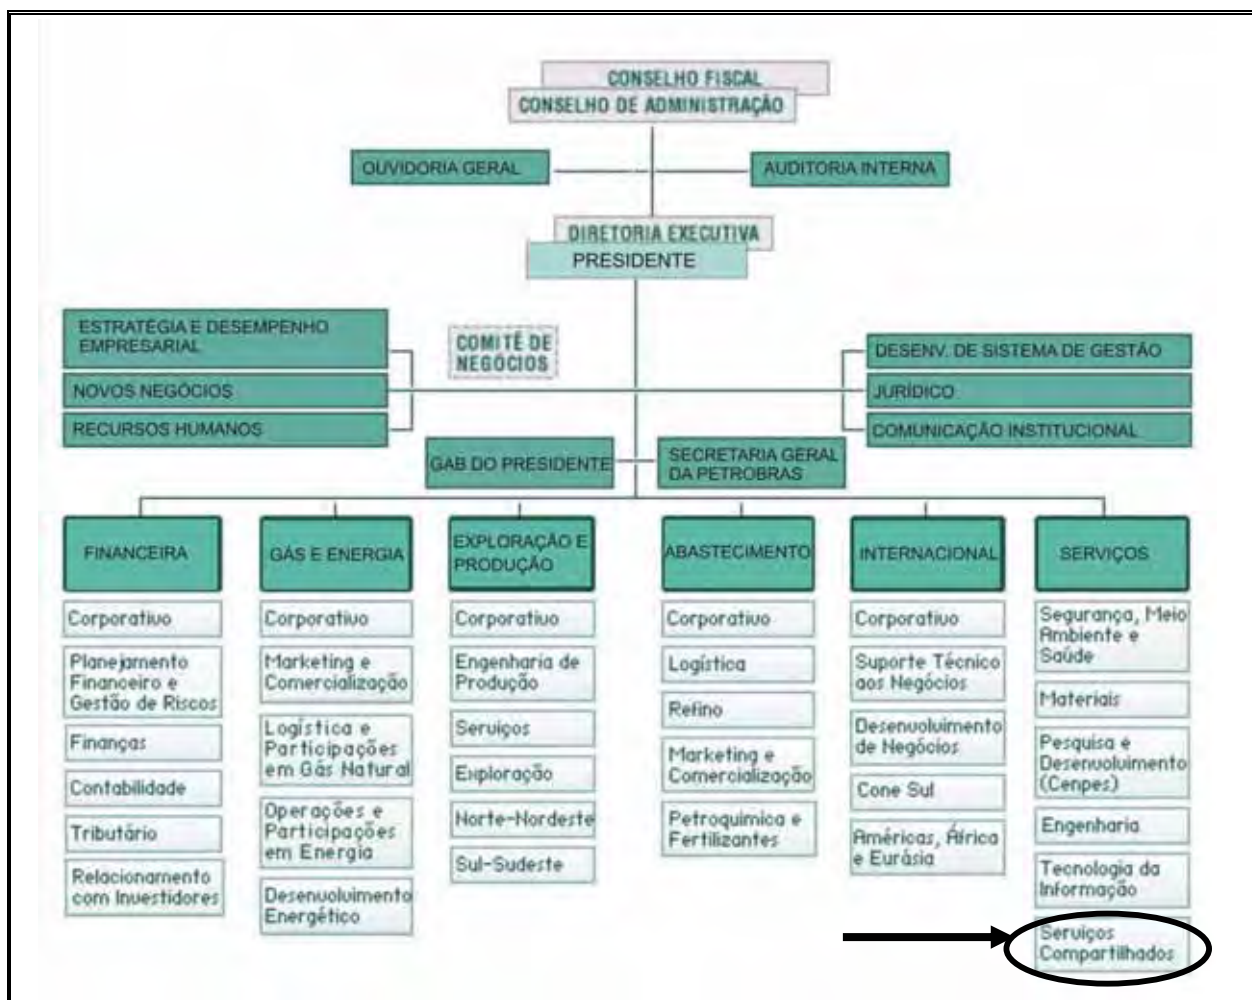 CONSELHO FISCAL
CONSELHO DE ADMINISTRAÇÃO
OUVIDORIA GERAL
AUDITORIA INTERNA
DIRETORIA EXECUTIVA
PRESIDENTE
ESTRATÉGIA E DESEMPENHO
EMPRESARIAL
NOVOS NEGÓCIOS
RECURSOS HUMANOS
COMITÊ DE
NEGÓCIOS
DESENV. DE SISTEMA DE GESTÃO
JURÍDICO
COMUNICAÇÃO INSTITUCIONAL
GAB DO PRESIDENTE
SECRETARIA GERAL
DA PETROBRAS
FINANCEIRA
Corporativo
Planejamento
Financeiro e
Gestão de Riscos
Finanças
Contabilidade
Tributário
Relacionamento
com Investidores
GÁS E ENERGIA
Corporativo
Marketing e
Comercialização
Logística e
Participações
em Gás Natural
Operações e
Participações
em Energia
Desenvolvimento
Energético
EXPLORAÇÃO E
PRODUÇÃO
Corporativo
Engenharia de
Produção
Serviços
Exploração
Norte-Nordeste
Sul-Sudeste
ABASTECIMENTO
Corporativo
Logística
Refino
Marketing e
Comercialização
Petroquímica e
Fertilizantes
INTERNACIONAL
Corporativo
Suporte Técnico
aos Negócios
Desenvolvimento
de Negócios
Cone Sul
Américas, África
e Eurásia
SERVIÇOS
Segurança, Meio
Ambiente e
Saúde
Materiais
Pesquisa e
Desenvolvimento
(Cenpes)
Engenharia
Tecnologia da
Informação
Serviços
Compartilhados